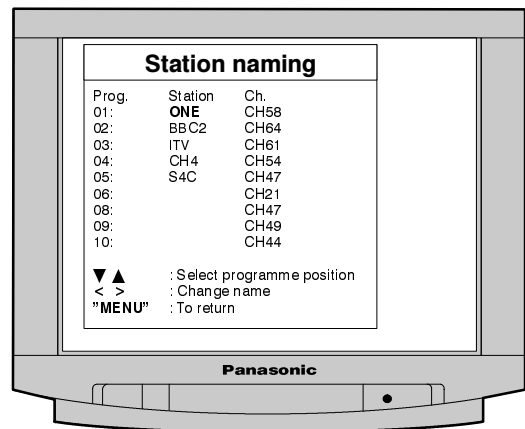 Station naming
Prog. Station Ch.
01: ONE CH58
02: BBC2 CH64
03: ITV CH61
04: CH4 CH54
05: S4C CH47
06: CH21
08: CH47
09: CH49
10: CH44
▼ ▲ : Select programme position
< > : Change name
"MENU" : To return
Panasonic